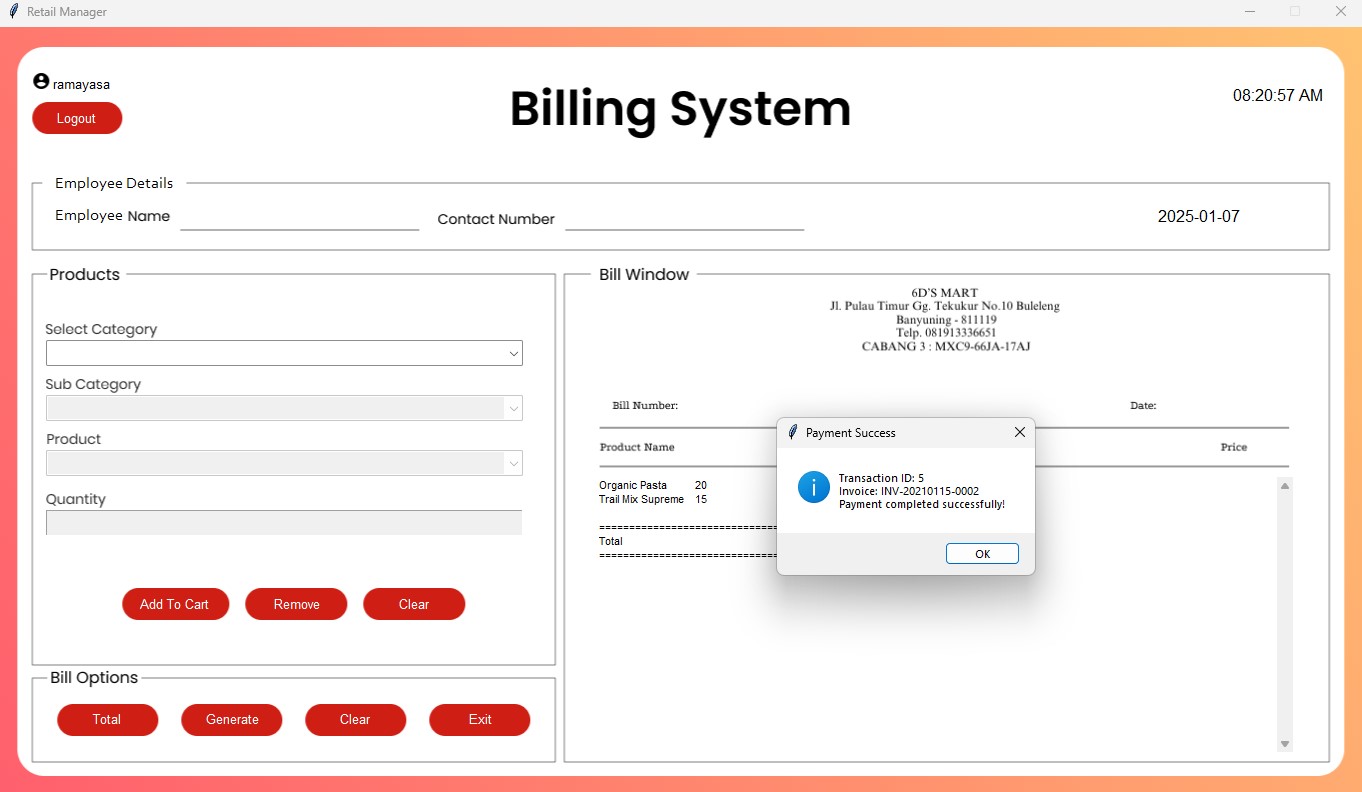 Retail Manager
ramayasa
Logout
Billing System
08:20:57 AM
Employee Details
Employee Name
Contact Number
2025-01-07
Products
Select Category
Sub Category
Product
Quantity
Add To Cart
Remove
Clear
Bill Options
Total
Generate
Clear
Exit
Bill Window
6D'S MART
Jl. Pulau Timur Gg. Tekukur No.10 Buleleng
Banyuning - 811119
Telp. 081913336651
CABANG 3 : MXC9-66JA-17AJ
Bill Number:
Date:
Product Name
Price
Organic Pasta 20
Trail Mix Supreme 15
==============================
Total
==============================
Payment Success
Transaction ID: 5
Invoice: INV-20210115-0002
Payment completed successfully!
OK